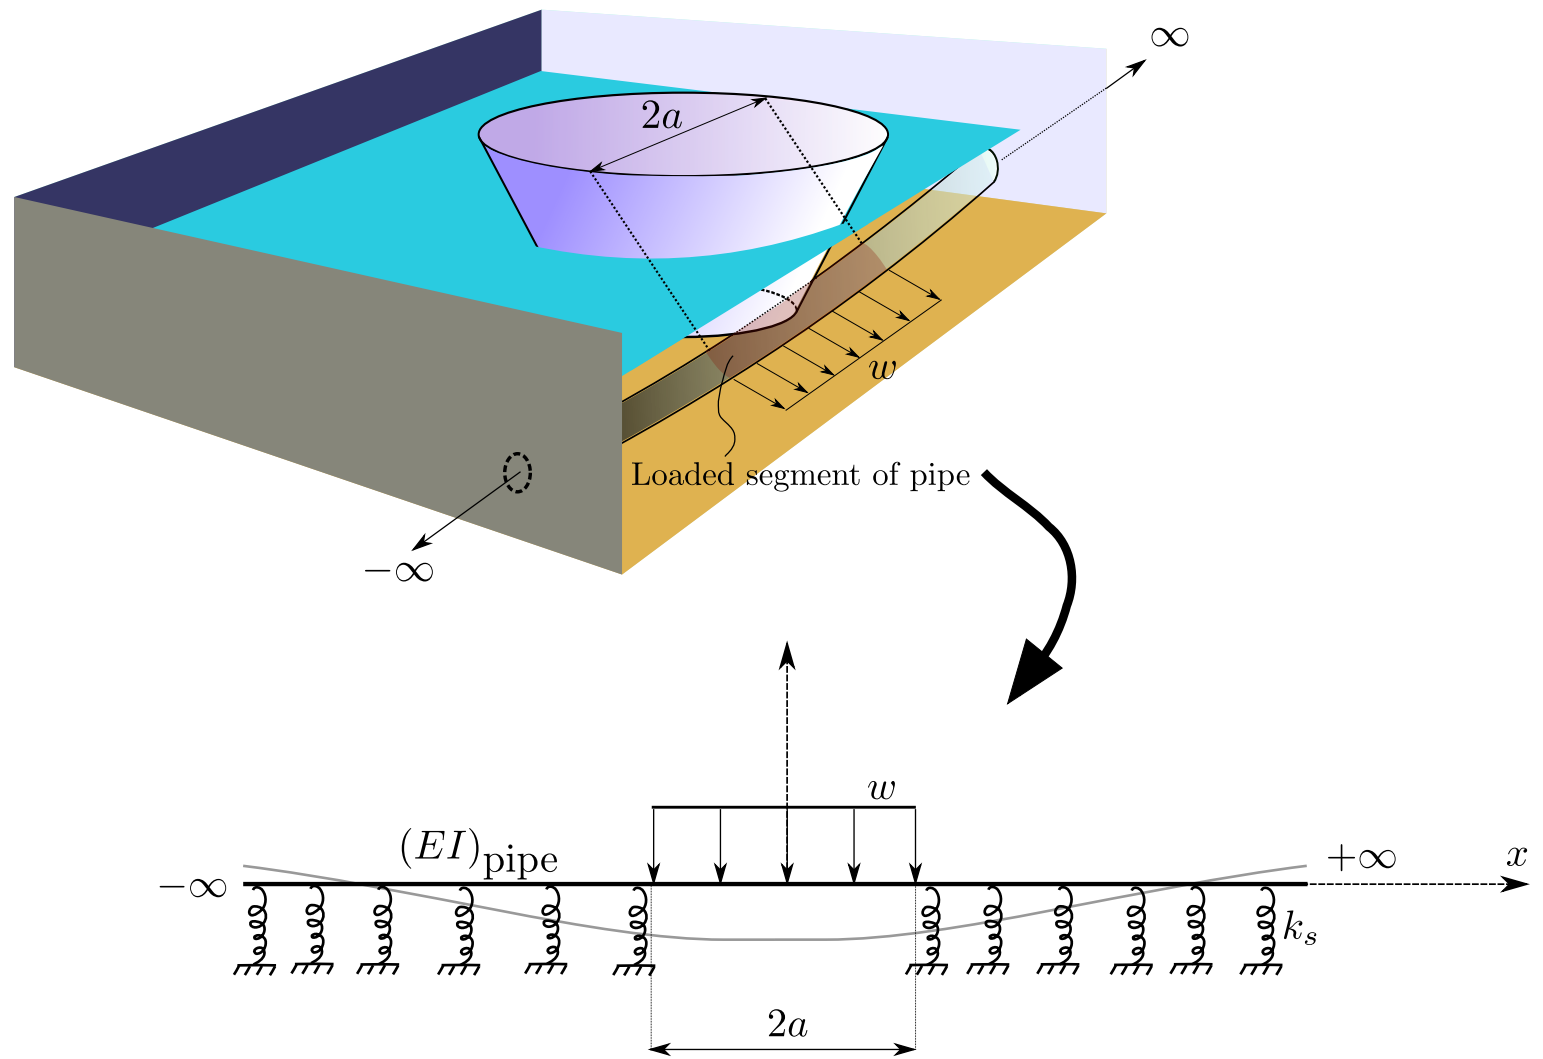 ∞
2a
w
Loaded segment of pipe
−∞
w
(EI)pipe
+∞
x
−∞
kₛ
2a